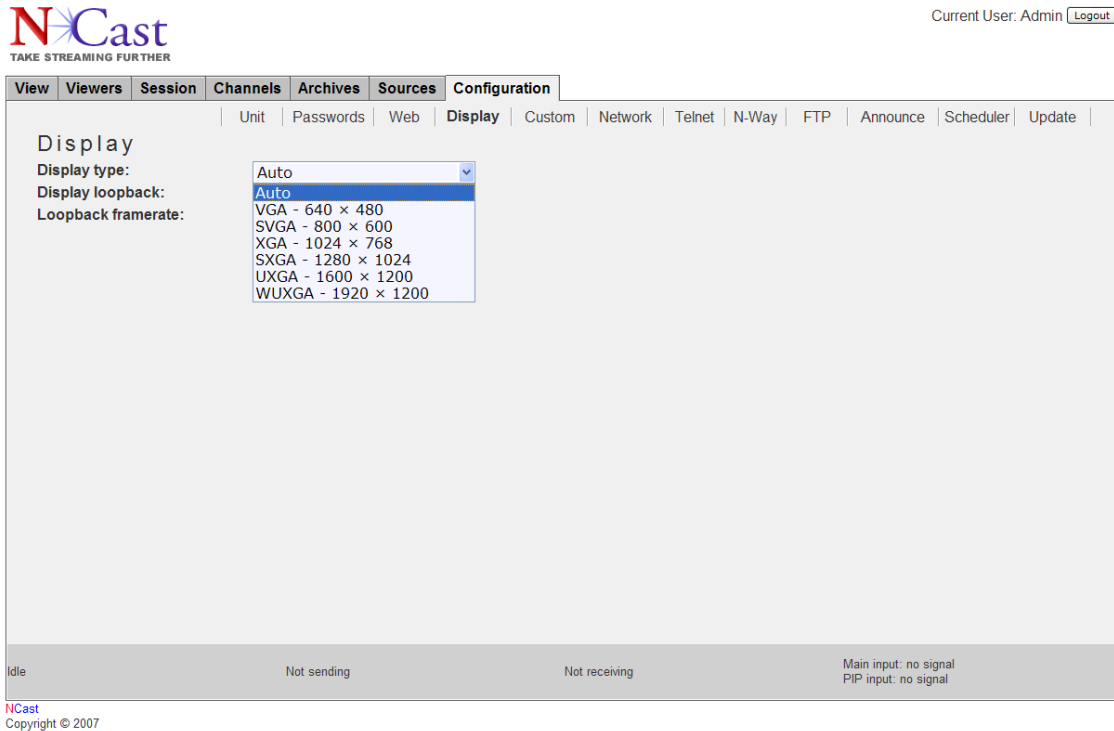 NCast
TAKE STREAMING FURTHER
Current User: Admin Logout
View Viewers Session Channels Archives Sources Configuration
Unit Passwords Web Display Custom Network Telnet N-Way FTP Announce Scheduler Update
Display
Display type: Auto
Display loopback:
Loopback framerate:
Auto
VGA - 640 × 480
SVGA - 800 × 600
XGA - 1024 × 768
SXGA - 1280 × 1024
UXGA - 1600 × 1200
WUXGA - 1920 × 1200
Idle Not sending Not receiving Main input: no signal
PIP input: no signal
NCast
Copyright © 2007